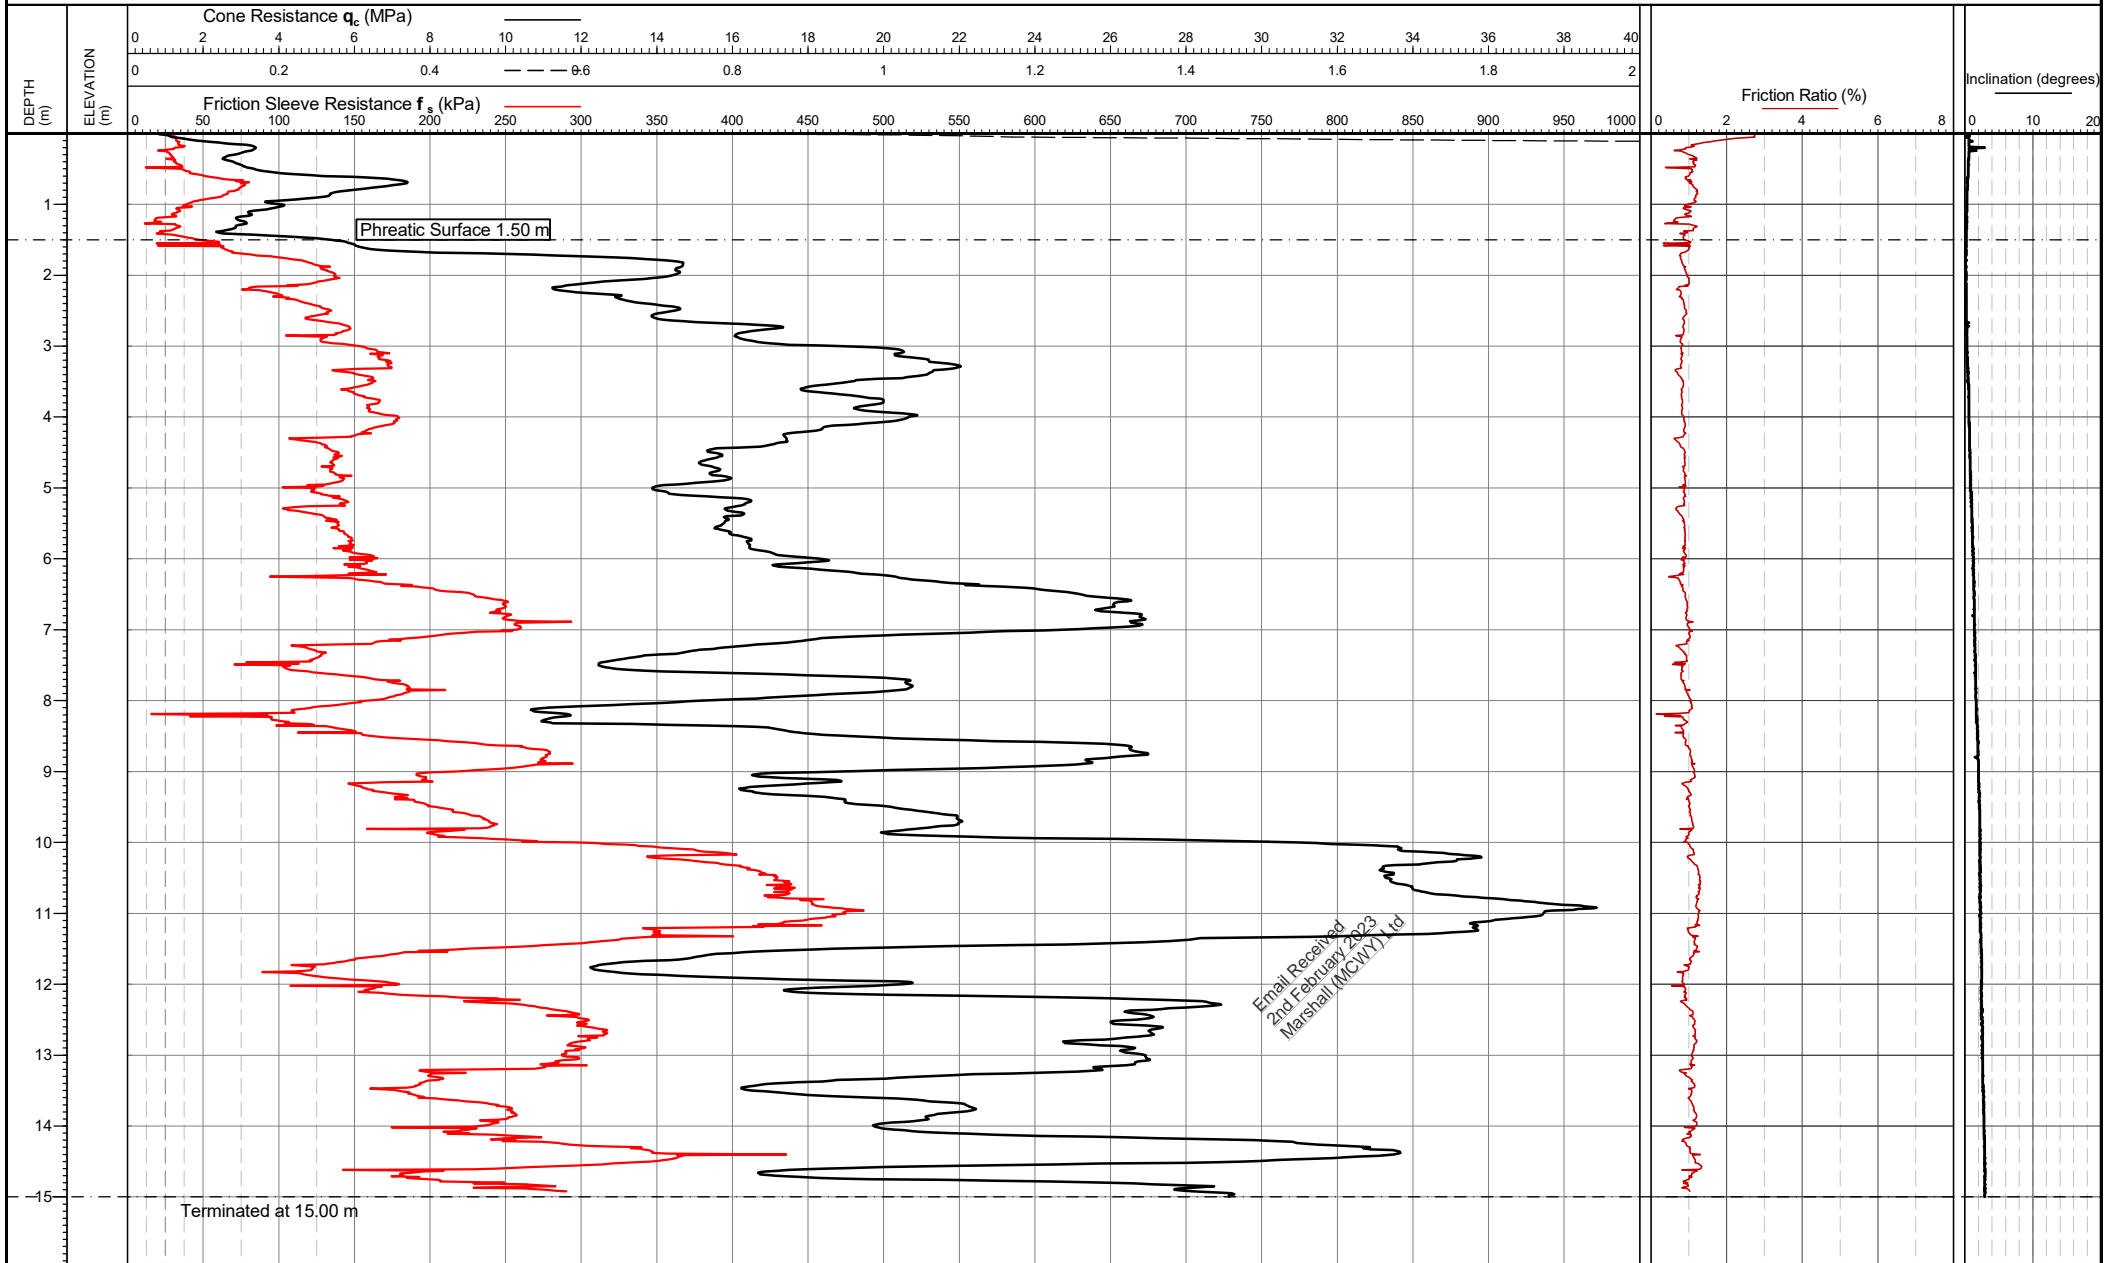 Cone Resistance qc (MPa)
0 2 4 6 8 10 12 14 16 18 20 22 24 26 28 30 32 34 36 38 40
0 0.2 0.4 0.6 0.8 1 1.2 1.4 1.6 1.8 2
Friction Sleeve Resistance fs (kPa)
0 50 100 150 200 250 300 350 400 450 500 550 600 650 700 750 800 850 900 950 1000
DEPTH
(m)
ELEVATION
(m)
Friction Ratio (%)
0 2 4 6 8
Inclination (degrees)
0 10 20
1
Phreatic Surface 1.50 m
2
3
4
5
6
7
8
9
10
11
12
13
14
15
Email Received
2nd February 2023
Marshall (MCWY) Ltd
Terminated at 15.00 m